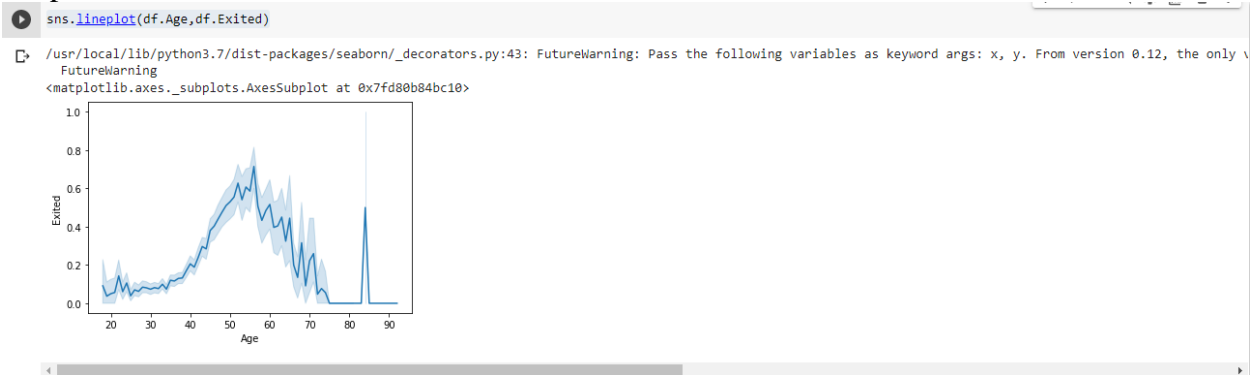 sns.lineplot(df.Age,df.Exited)
/usr/local/lib/python3.7/dist-packages/seaborn/_decorators.py:43: FutureWarning: Pass the following variables as keyword args: x, y. From version 0.12, the only
FutureWarning
<matplotlib.axes._subplots.AxesSubplot at 0x7fd80b84bc10>
1.0
0.8
0.6
0.4
0.2
0.0
Exited
20 30 40 50 60 70 80 90
Age